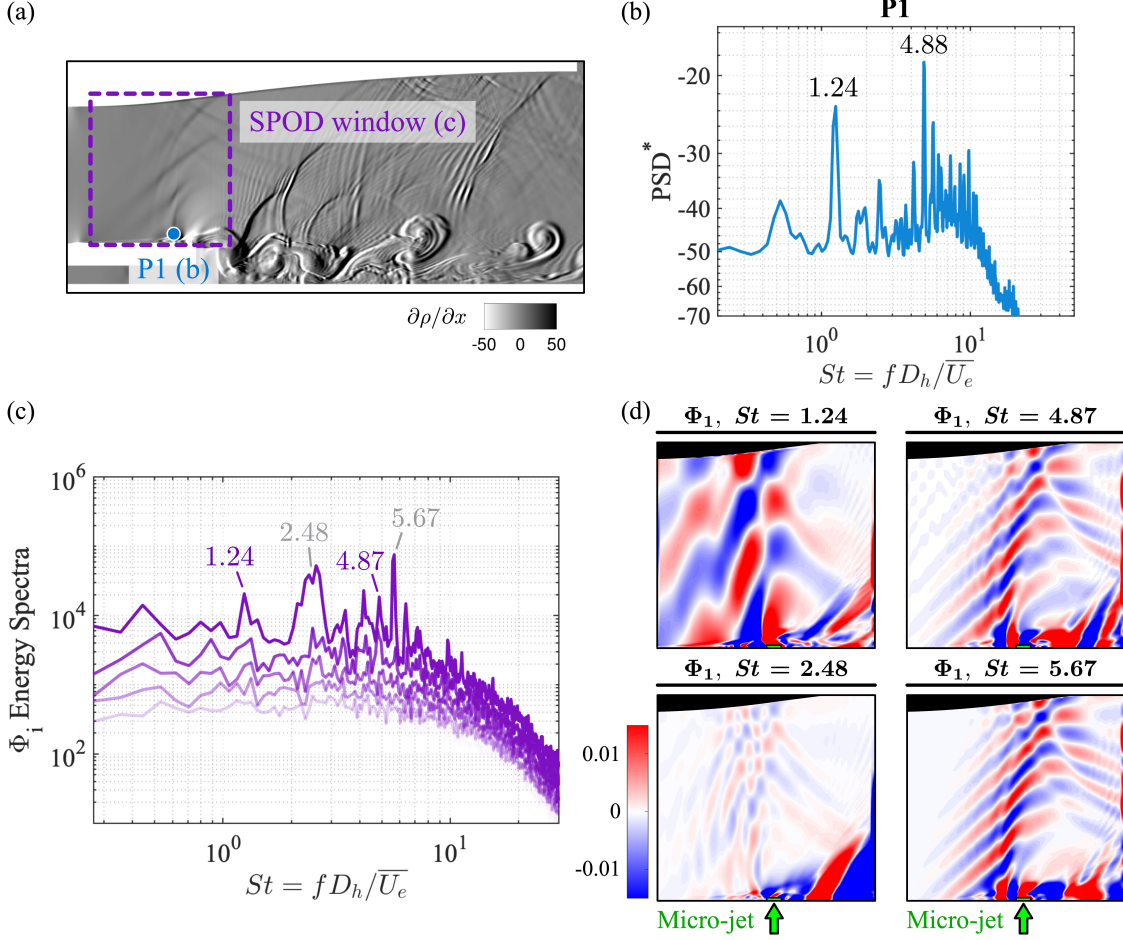 (a)
SPOD window (c)
P1 (b)
∂ρ/∂x
-50 0 50
(b)
P1
4.88
1.24
-20
-30
-40
-50
-60
-70
PSD*
10^0 10^1
St = fD_h/\overline{U_e}
(c)
10^6
10^4
10^2
5.67
2.48
1.24
4.87
Φ_i Energy Spectra
10^0 10^1
St = fD_h/\overline{U_e}
(d)
Φ_1, St = 1.24
Φ_1, St = 4.87
Φ_1, St = 2.48
Φ_1, St = 5.67
0.01
0
-0.01
Micro-jet
Micro-jet